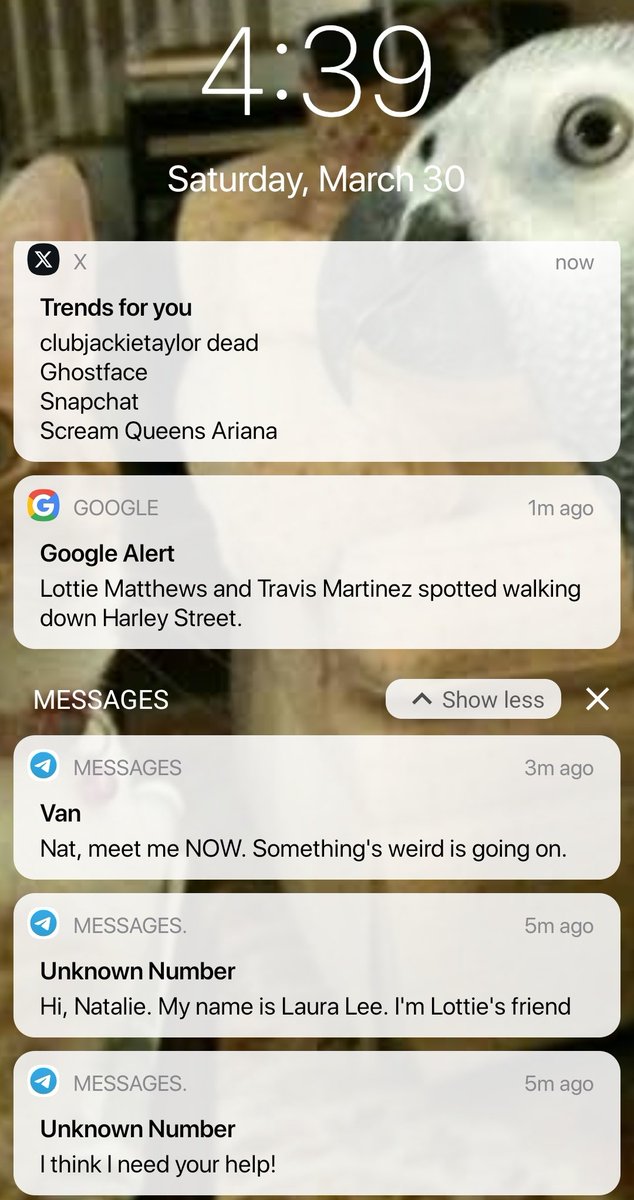 4:39
Saturday, March 30
X
now
Trends for you
clubjackietaylor dead
Ghostface
Snapchat
Scream Queens Ariana
GOOGLE
1m ago
Google Alert
Lottie Matthews and Travis Martinez spotted walking
down Harley Street.
MESSAGES
Show less
MESSAGES
3m ago
Van
Nat, meet me NOW. Something's weird is going on.
MESSAGES.
5m ago
Unknown Number
Hi, Natalie. My name is Laura Lee. I'm Lottie's friend
MESSAGES.
5m ago
Unknown Number
I think I need your help!